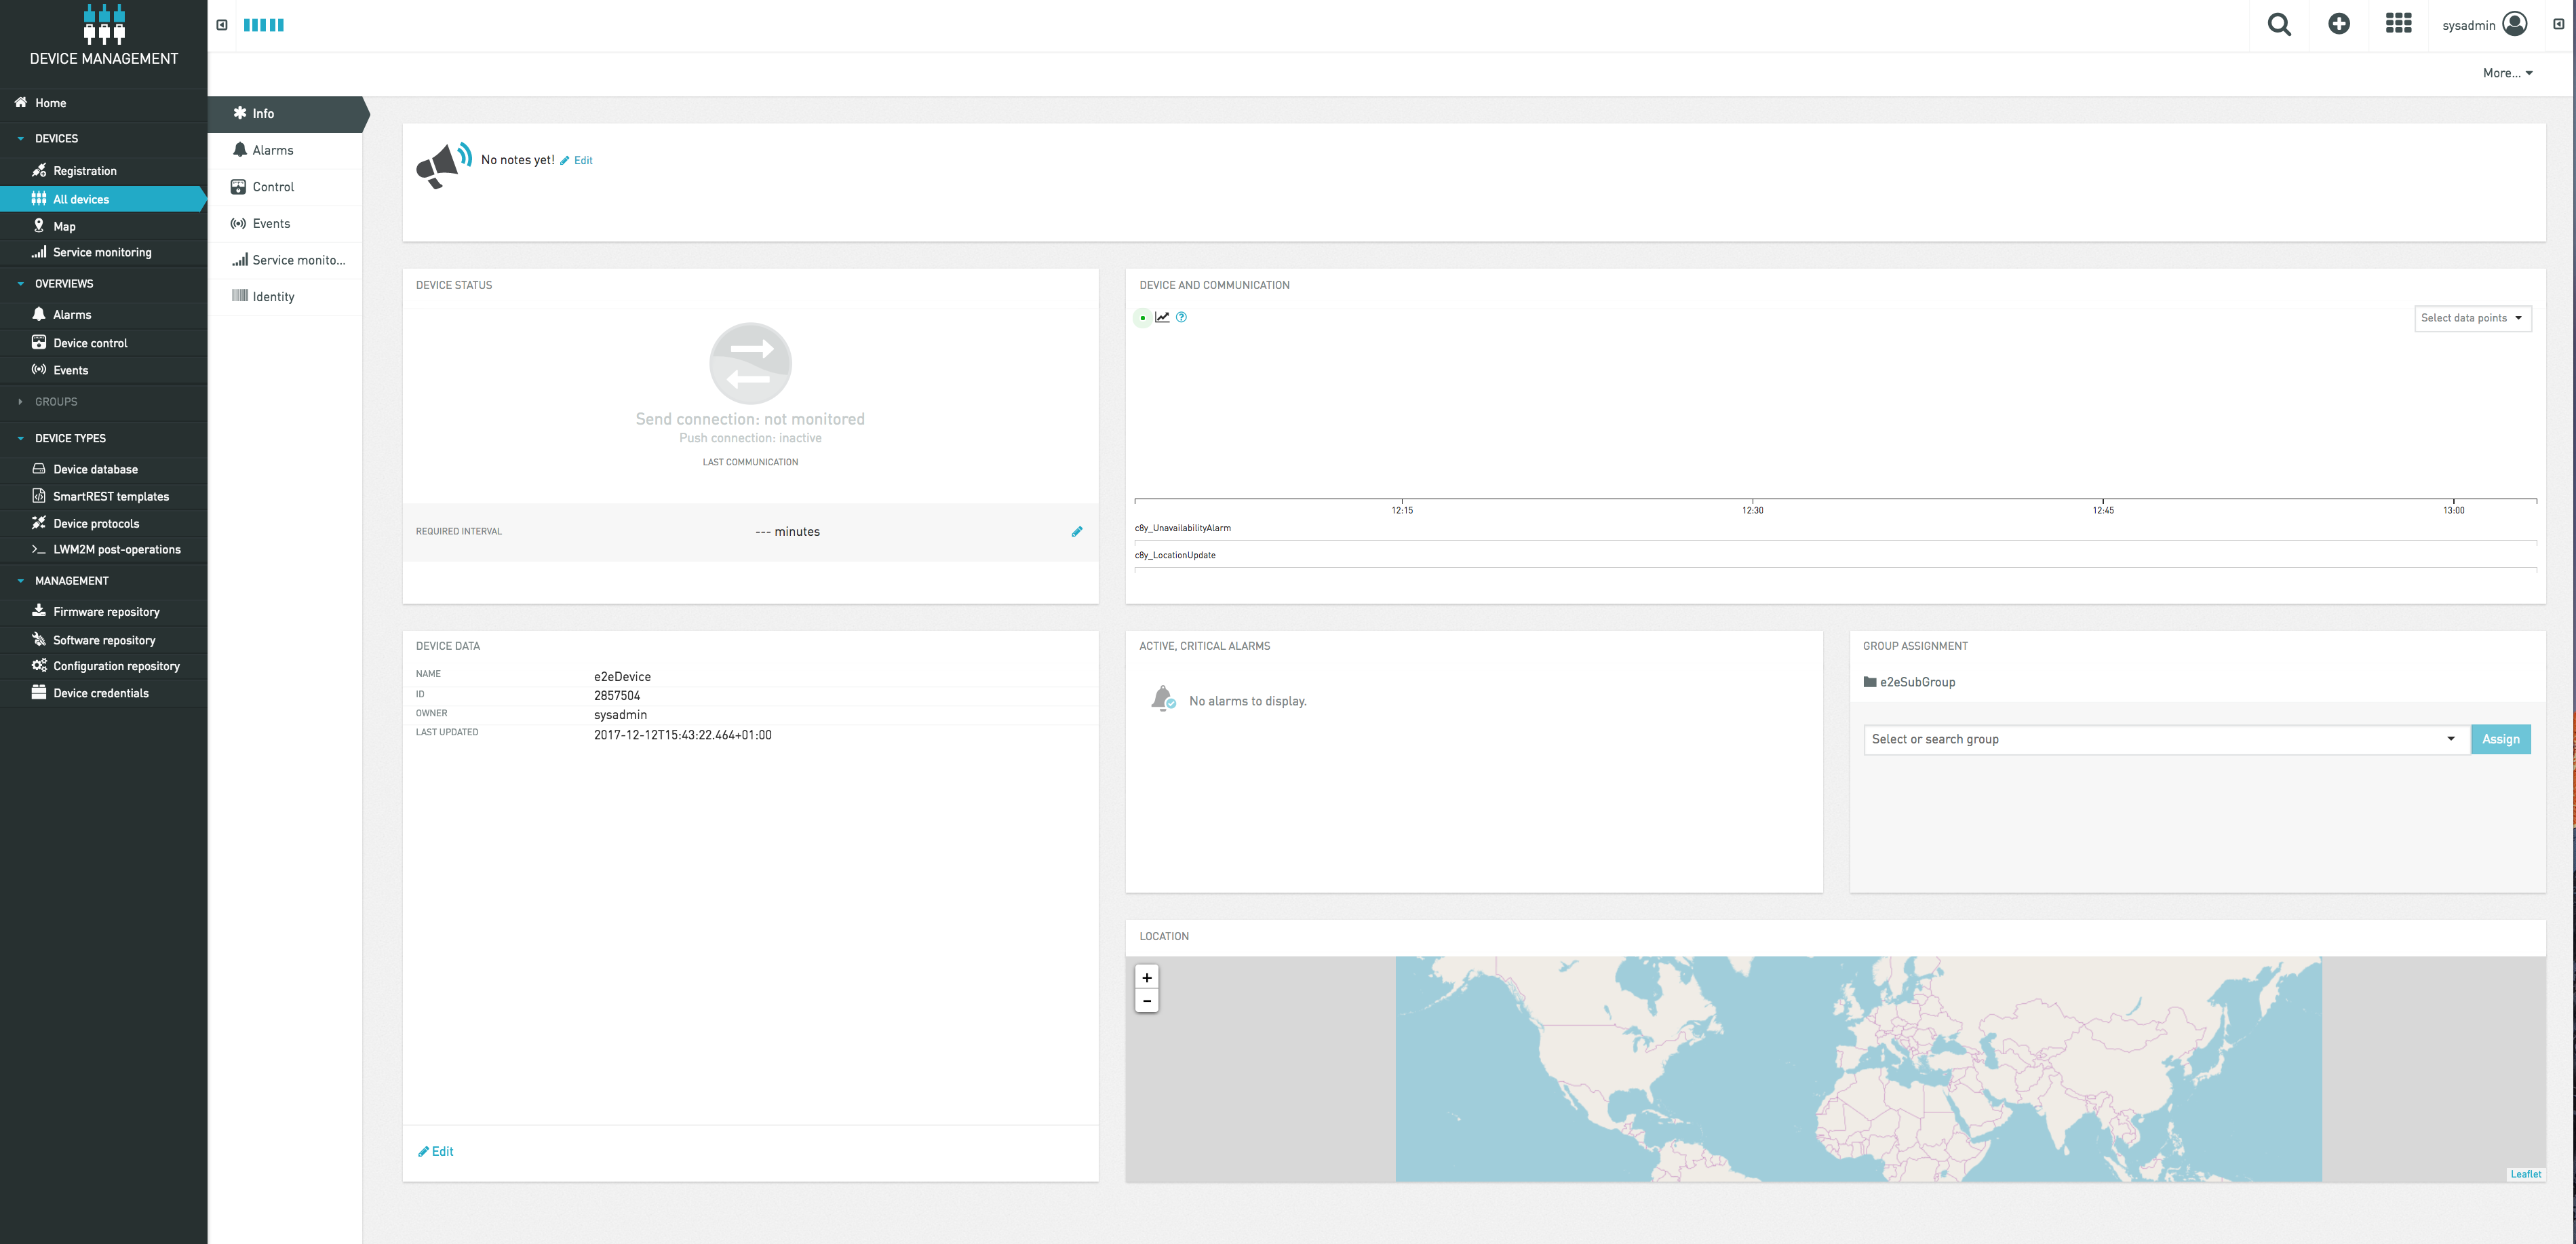 DEVICE MANAGEMENT
Home
DEVICES
Registration
All devices
Map
Service monitoring
OVERVIEWS
Alarms
Device control
Events
GROUPS
DEVICE TYPES
Device database
SmartREST templates
Device protocols
LWM2M post-operations
MANAGEMENT
Firmware repository
Software repository
Configuration repository
Device credentials
sysadmin
More...
Info
Alarms
Control
Events
Service monito...
Identity
No notes yet! Edit
DEVICE STATUS
Send connection: not monitored
Push connection: inactive
LAST COMMUNICATION
REQUIRED INTERVAL --- minutes
DEVICE AND COMMUNICATION
Select data points
12:15 12:30 12:45 13:00
c8y_UnavailabilityAlarm
c8y_LocationUpdate
DEVICE DATA
NAME e2eDevice
ID 2857504
OWNER sysadmin
LAST UPDATED 2017-12-12T15:43:22.464+01:00
Edit
ACTIVE, CRITICAL ALARMS
No alarms to display.
GROUP ASSIGNMENT
e2eSubGroup
Select or search group Assign
LOCATION
+
-
Leaflet